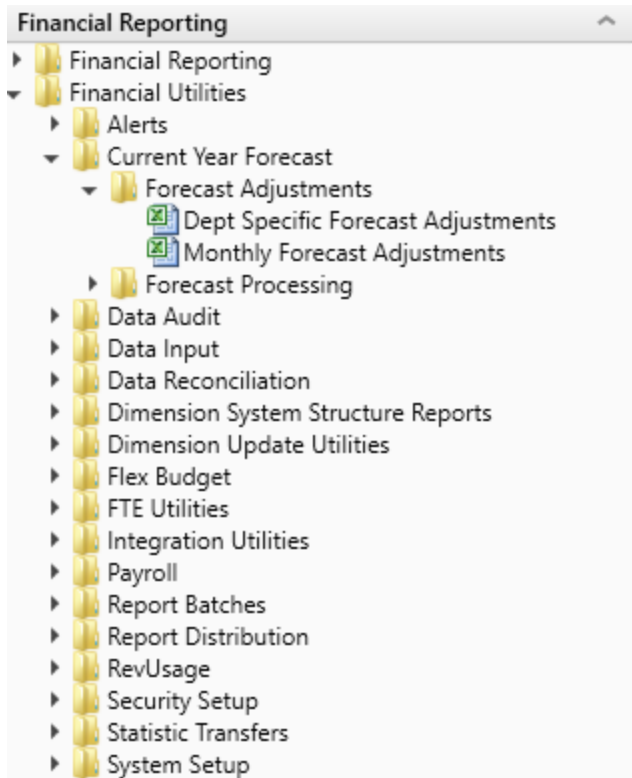 Financial Reporting
Financial Reporting
Financial Utilities
Alerts
Current Year Forecast
Forecast Adjustments
Dept Specific Forecast Adjustments
Monthly Forecast Adjustments
Forecast Processing
Data Audit
Data Input
Data Reconciliation
Dimension System Structure Reports
Dimension Update Utilities
Flex Budget
FTE Utilities
Integration Utilities
Payroll
Report Batches
Report Distribution
RevUsage
Security Setup
Statistic Transfers
System Setup